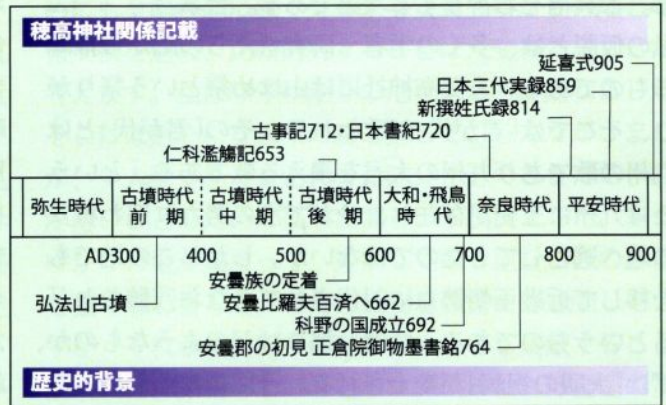 穂高神社関係記載
延喜式905
日本三代実録859
新撰姓氏録814
古事記712・日本書紀720
仁科濫觴記653
弥生時代 古墳時代前期 古墳時代中期 古墳時代後期 大和・飛鳥時代 奈良時代 平安時代
AD300 400 500 600 700 800 900
安曇族の定着
弘法山古墳 安曇比羅夫百済へ662
科野の国成立692
安曇郡の初見 正倉院御物墨書銘764
歴史的背景